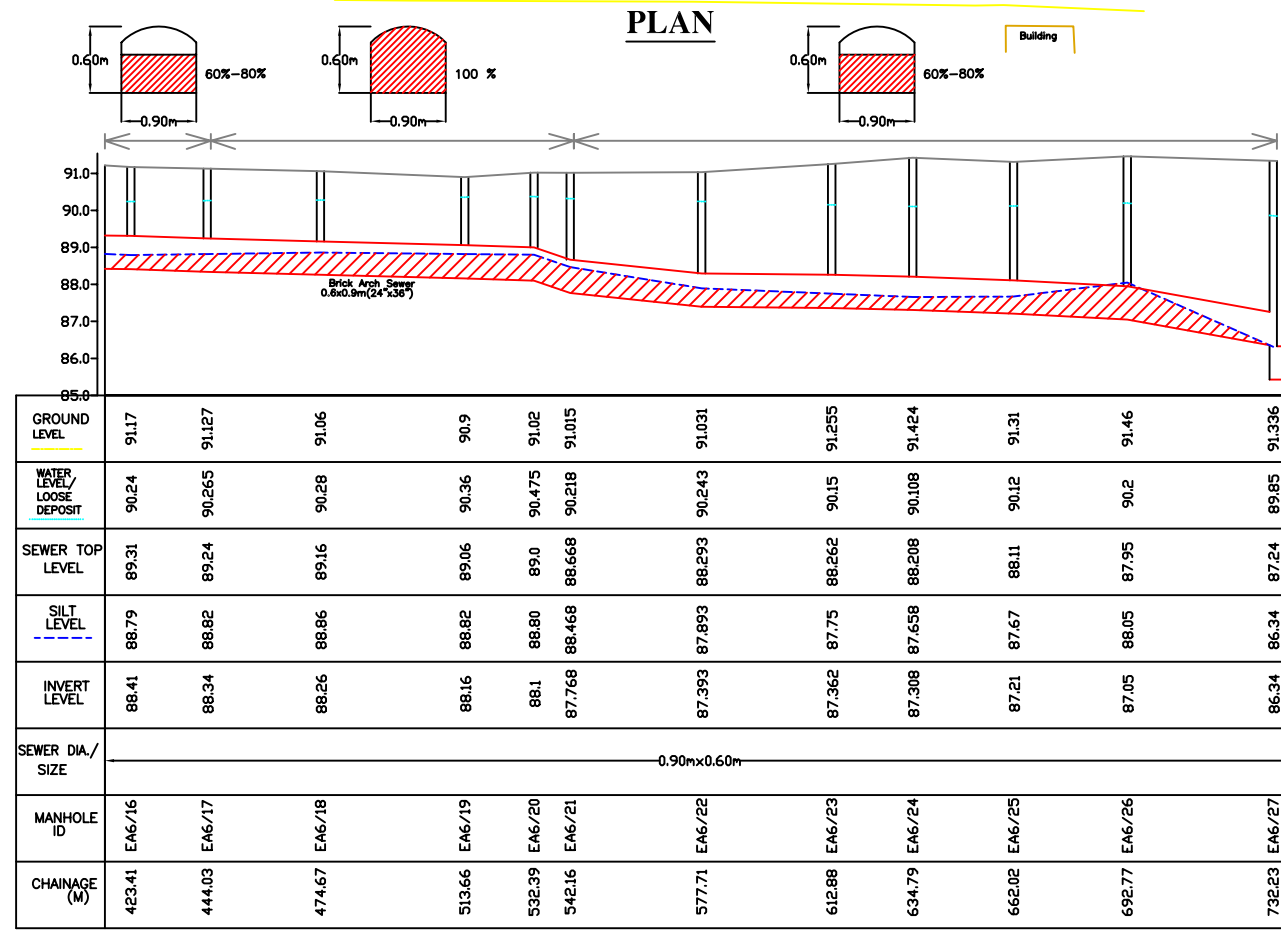 PLAN
Building
0.60m
60%-80%
0.90m
0.60m
100 %
0.90m
0.60m
60%-80%
0.90m
91.0
90.0
89.0
88.0
87.0
86.0
85.0
Brick Arch Sewer
0.6x0.9m(24"x36")
GROUND LEVEL 91.17 91.127 91.06 90.9 91.02 91.015 91.031 91.255 91.424 91.31 91.46 91.336
WATER LEVEL/ LOOSE DEPOSIT 90.24 90.265 90.28 90.36 90.475 90.218 90.243 90.15 90.108 90.12 90.2 89.85
SEWER TOP LEVEL 89.31 89.24 89.16 89.06 89.0 88.668 88.293 88.262 88.208 88.11 87.95 87.24
SILT LEVEL 88.79 88.82 88.86 88.82 88.80 88.468 87.893 87.75 87.658 87.67 88.05 86.34
INVERT LEVEL 88.41 88.34 88.26 88.16 88.1 87.768 87.393 87.362 87.308 87.21 87.05 86.34
SEWER DIA./ SIZE 0.90mx0.60m
MANHOLE ID EA6/16 EA6/17 EA6/18 EA6/19 EA6/20 EA6/21 EA6/22 EA6/23 EA6/24 EA6/25 EA6/26 EA6/27
CHAINAGE (M) 423.41 444.03 474.67 513.66 532.39 542.16 577.71 612.88 634.79 662.02 692.77 732.23